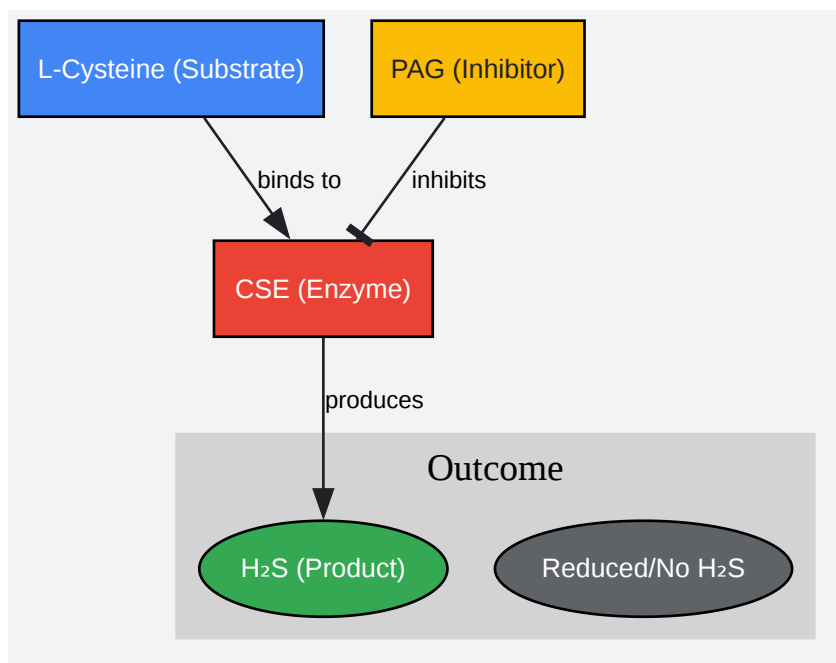 L-Cysteine (Substrate)
PAG (Inhibitor)
binds to
inhibits
CSE (Enzyme)
produces
Outcome
H₂S (Product)
Reduced/No H₂S